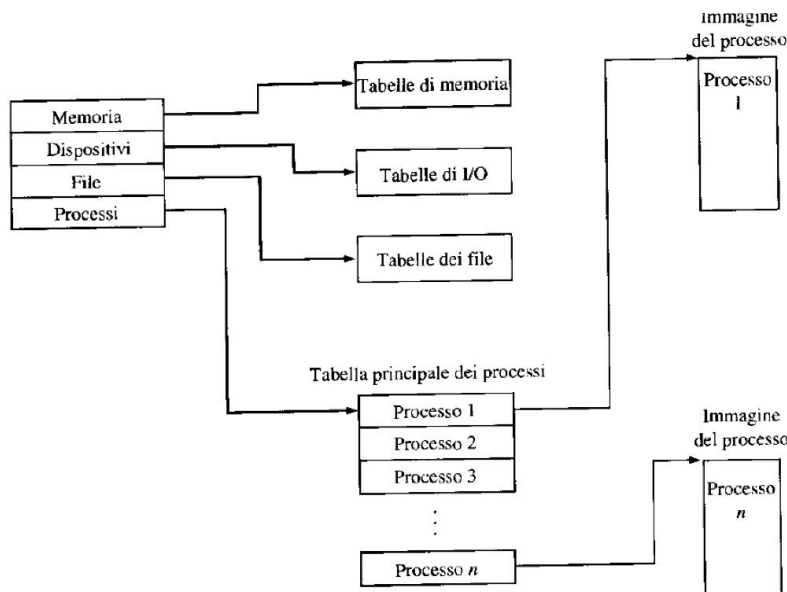 Immagine
del processo
Processo
1
Tabelle di memoria
Memoria
Dispositivi
File
Processi
Tabelle di I/O
Tabelle dei file
Tabella principale dei processi
Processo 1
Processo 2
Processo 3
Processo n
Immagine
del processo
Processo
n